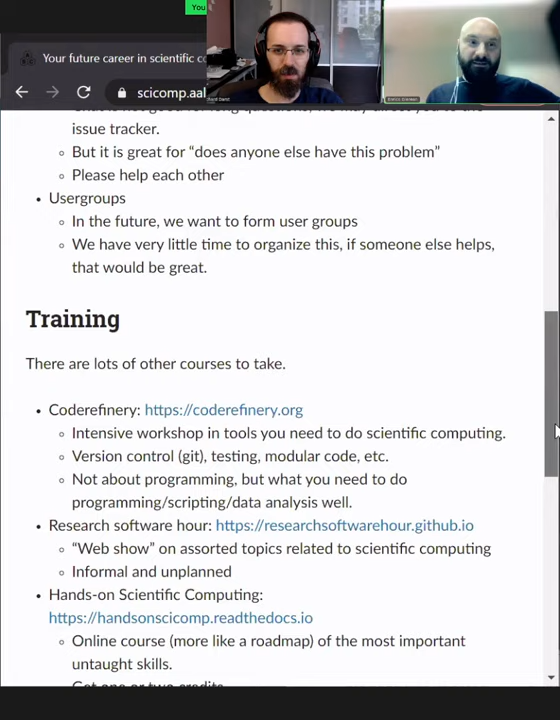 You
Your future career in scientific co
scicomp.aal
issue tracker.
But it is great for “does anyone else have this problem”
Please help each other
Usergroups
In the future, we want to form user groups
We have very little time to organize this, if someone else helps,
that would be great.
Training
There are lots of other courses to take.
Coderefinery: https://coderefinery.org
Intensive workshop in tools you need to do scientific computing.
Version control (git), testing, modular code, etc.
Not about programming, but what you need to do
programming/scripting/data analysis well.
Research software hour: https://researchsoftwarehour.github.io
“Web show” on assorted topics related to scientific computing
Informal and unplanned
Hands-on Scientific Computing:
https://handsonscicomp.readthedocs.io
Online course (more like a roadmap) of the most important
untaught skills.
Get one or two credits